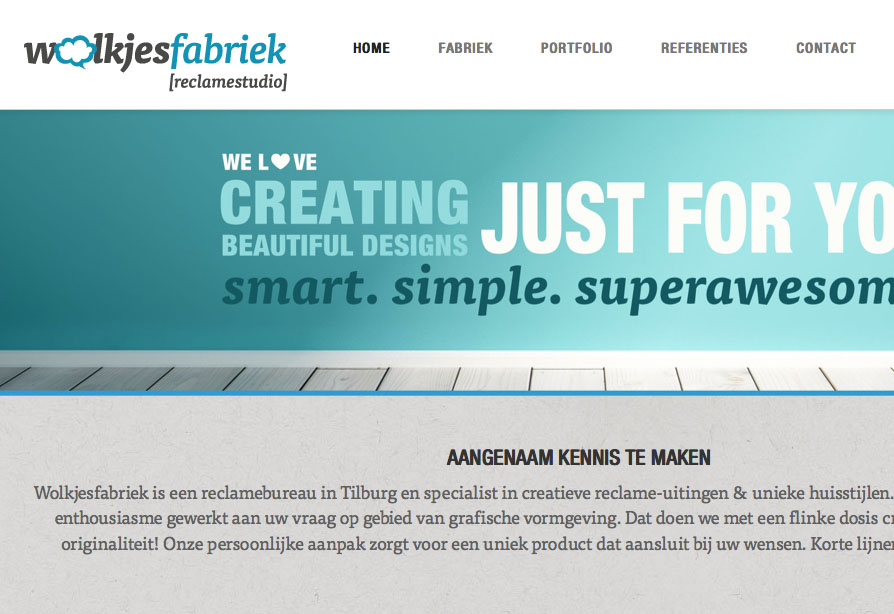 wolkjesfabriek
[reclamestudio]
HOME FABRIEK PORTFOLIO REFERENTIES CONTACT
WE L♥VE
CREATING
BEAUTIFUL DESIGNS
JUST FOR YO
smart. simple. superawesom
AANGENAAM KENNIS TE MAKEN
Wolkjesfabriek is een reclamebureau in Tilburg en specialist in creatieve reclame-uitingen & unieke huisstijlen.
enthousiasme gewerkt aan uw vraag op gebied van grafische vormgeving. Dat doen we met een flinke dosis cr
originaliteit! Onze persoonlijke aanpak zorgt voor een uniek product dat aansluit bij uw wensen. Korte lijnen